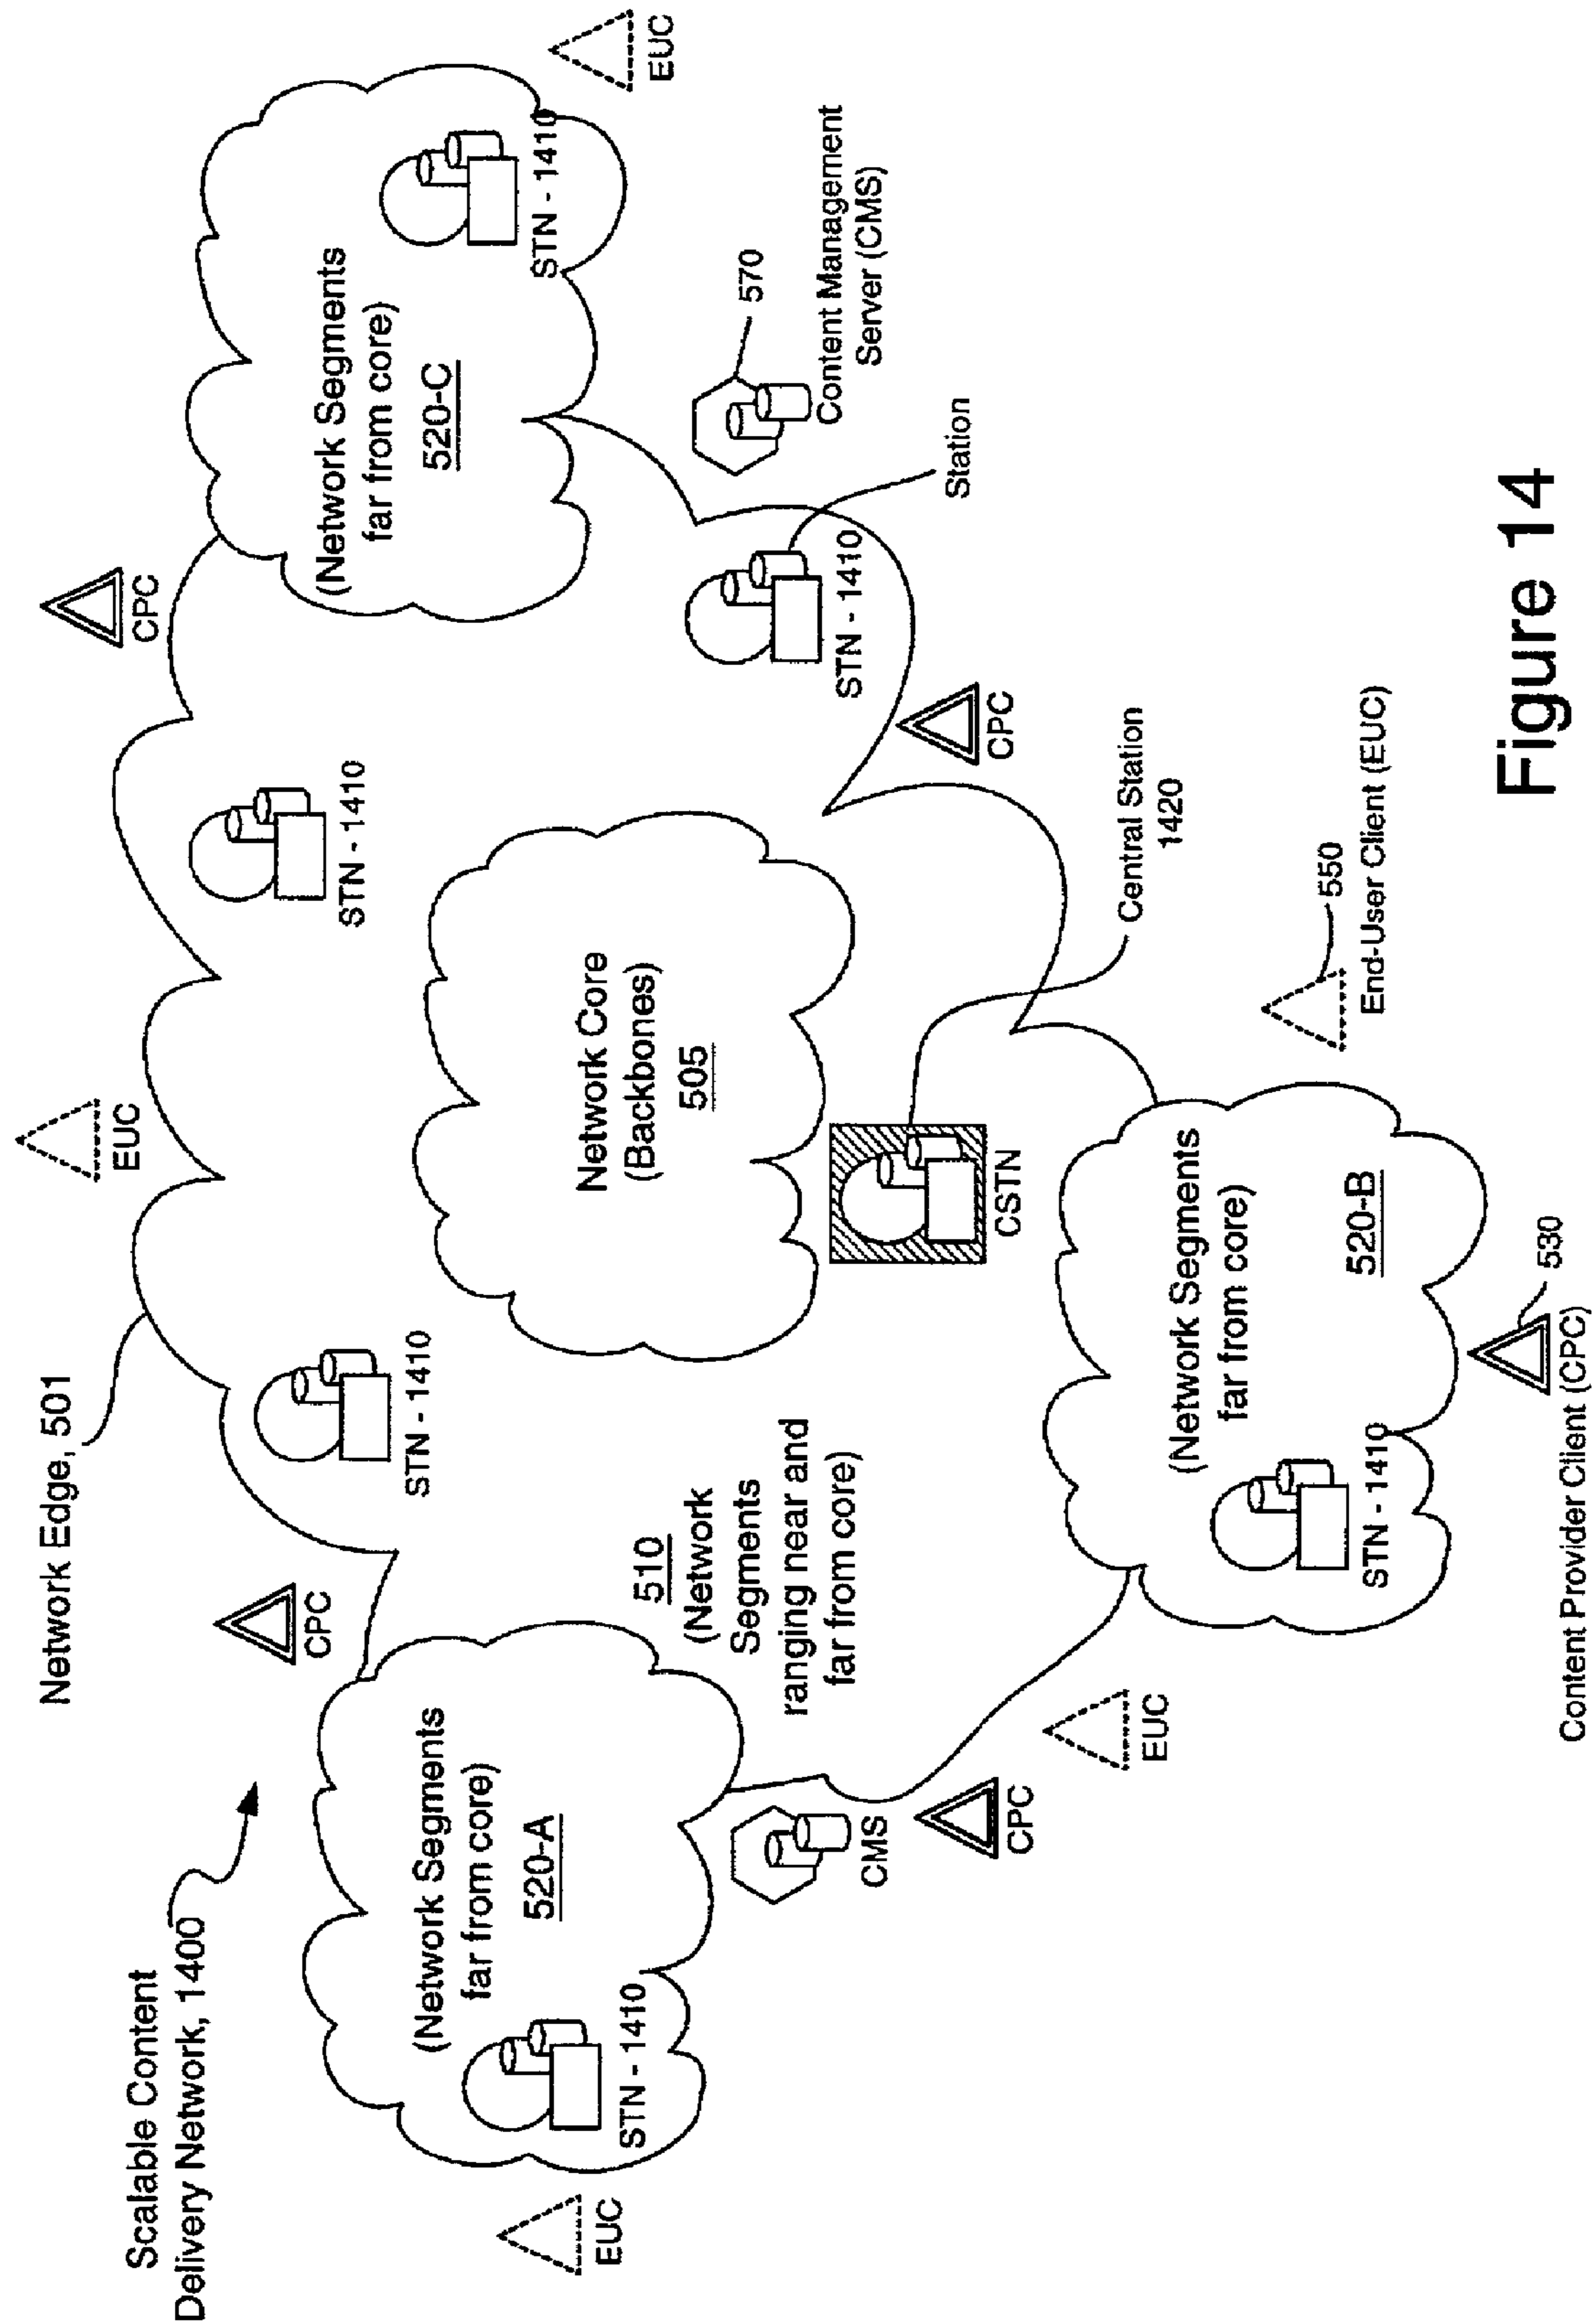 Scalable Content
Delivery Network, 1400
Network Edge, 501
EUC
CPC
EUC
CPC
(Network Segments
far from core)
520-A
STN - 1410
EUC
STN - 1410
510
(Network
Segments
ranging near and
far from core)
Network Core
(Backbones)
505
STN - 1410
(Network Segments
far from core)
520-C
STN - 1410
CMS
CPC
EUC
CSTN
Central Station
1420
STN - 1410
Station
570
Content Management
Server (CMS)
CPC
(Network Segments
far from core)
520-B
STN - 1410
530
Content Provider Client (CPC)
550
End-User Client (EUC)
Figure 14